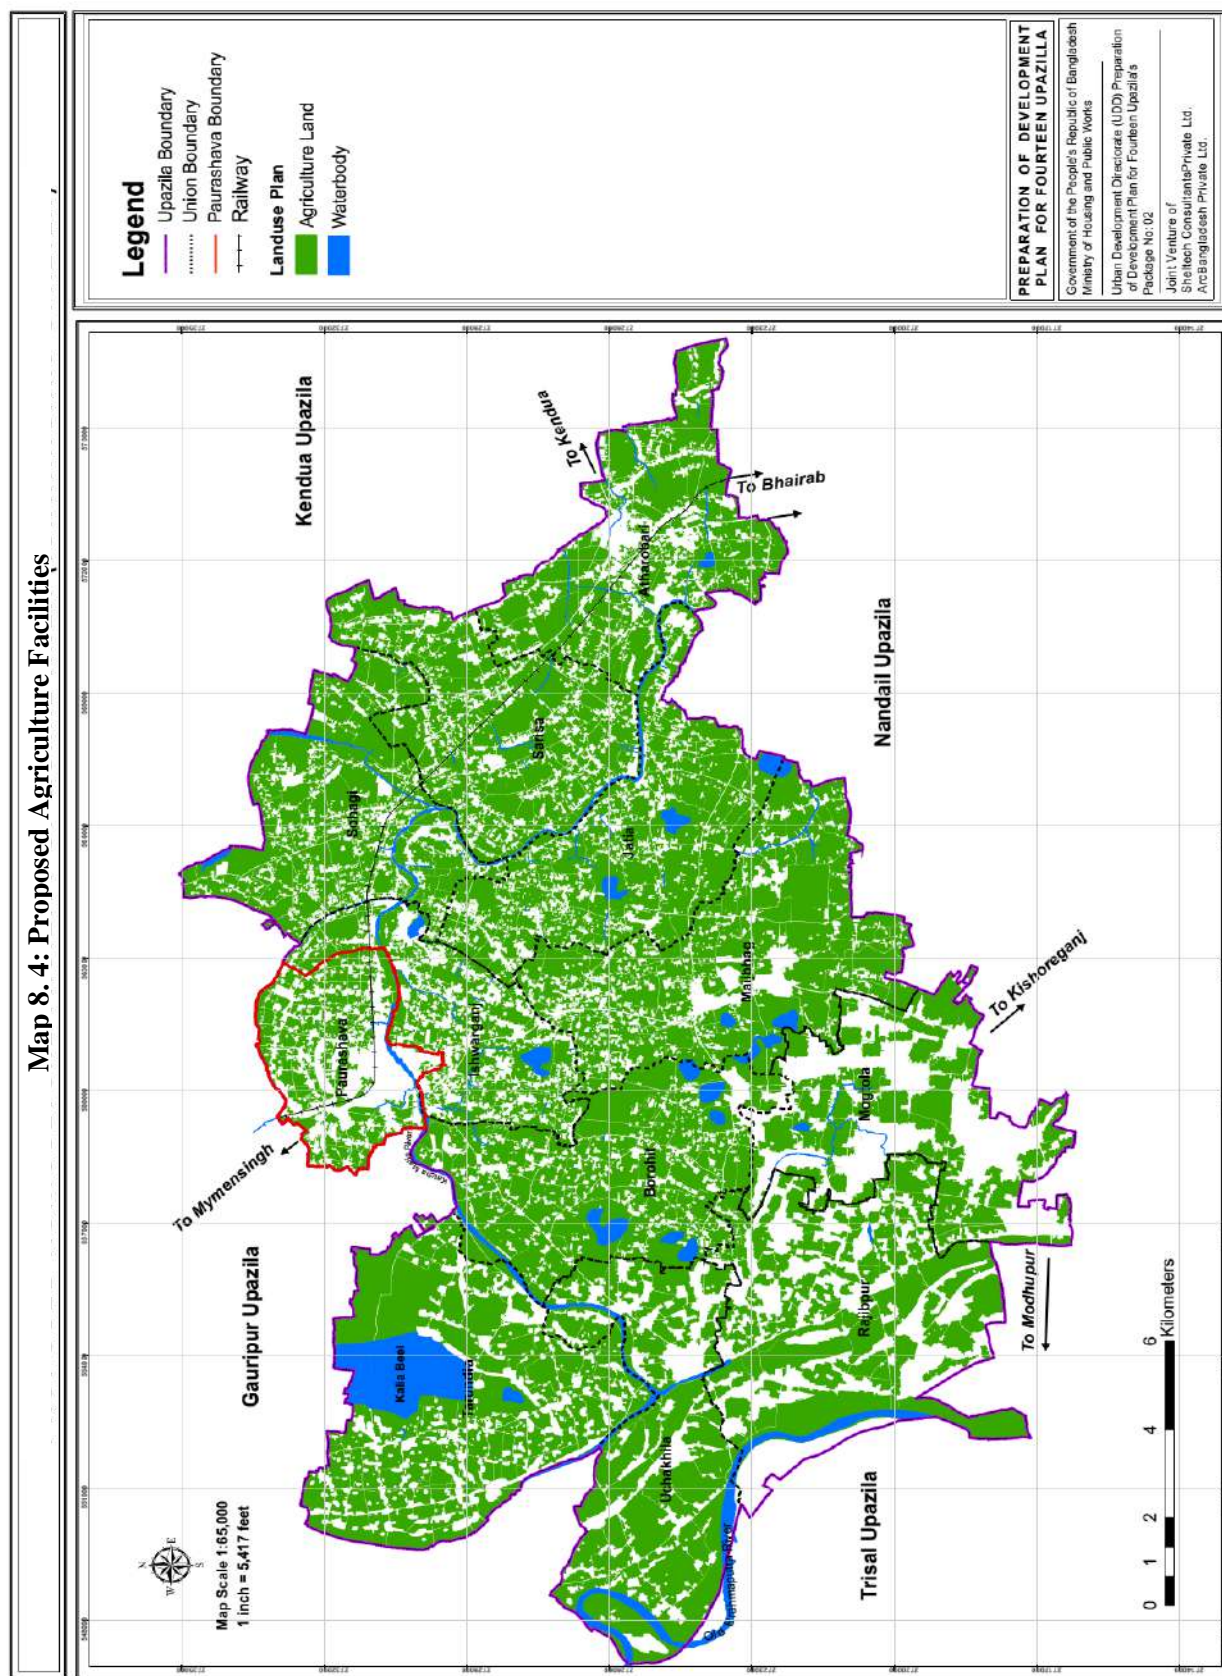 Map 8. 4: Proposed Agriculture Facilities
Legend
Upazila Boundary
Union Boundary
Paurashava Boundary
Railway
Landuse Plan
Agriculture Land
Waterbody
PREPARATION OF DEVELOPMENT
PLAN FOR FOURTEEN UPAZILLA
Government of the People's Republic of Bangladesh
Ministry of Housing and Public Works
Urban Development Directorate (UDD) Preparation
of Development Plan for Fourteen Upazila's
Package No: 02
Joint Venture of
Sheltech ConsultantsPrivate Ltd.
ArcBangladesh Private Ltd.
N
W
E
S
Map Scale 1:65,000
1 inch = 5,417 feet
Gauripur Upazila
Kendua Upazila
Nandail Upazila
Trisal Upazila
To Mymensingh
To Kendua
To Bhairab
To Kishoreganj
To Modhupur
Paurashava
Sohagi
Sarisa
Atharobari
Jatia
Ishwarganj
Maijbag
Borohit
Mogtola
Rajibpur
Uchakhila
Tarundia
Kalia Beel
0 1 2 4 6
Kilometers